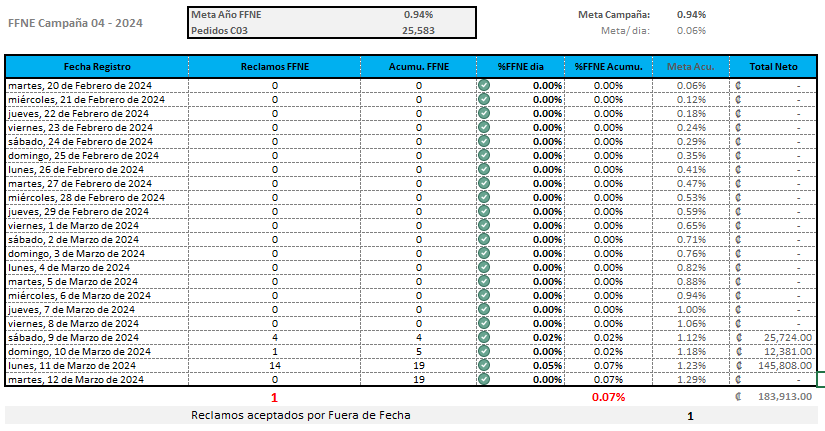 FFNE Campaña 04 - 2024
Meta Año FFNE 0.94%
Pedidos C03 25,583
Meta Campaña: 0.94%
Meta/ dia: 0.06%
Fecha Registro Reclamos FFNE Acumu. FFNE %FFNE dia %FFNE Acumu. Meta Acu. Total Neto
martes, 20 de Febrero de 2024 0 0 0.00% 0.00% 0.06% ₡ -
miércoles, 21 de Febrero de 2024 0 0 0.00% 0.00% 0.12% ₡ -
jueves, 22 de Febrero de 2024 0 0 0.00% 0.00% 0.18% ₡ -
viernes, 23 de Febrero de 2024 0 0 0.00% 0.00% 0.24% ₡ -
sábado, 24 de Febrero de 2024 0 0 0.00% 0.00% 0.29% ₡ -
domingo, 25 de Febrero de 2024 0 0 0.00% 0.00% 0.35% ₡ -
lunes, 26 de Febrero de 2024 0 0 0.00% 0.00% 0.41% ₡ -
martes, 27 de Febrero de 2024 0 0 0.00% 0.00% 0.47% ₡ -
miércoles, 28 de Febrero de 2024 0 0 0.00% 0.00% 0.53% ₡ -
jueves, 29 de Febrero de 2024 0 0 0.00% 0.00% 0.59% ₡ -
viernes, 1 de Marzo de 2024 0 0 0.00% 0.00% 0.65% ₡ -
sábado, 2 de Marzo de 2024 0 0 0.00% 0.00% 0.71% ₡ -
domingo, 3 de Marzo de 2024 0 0 0.00% 0.00% 0.76% ₡ -
lunes, 4 de Marzo de 2024 0 0 0.00% 0.00% 0.82% ₡ -
martes, 5 de Marzo de 2024 0 0 0.00% 0.00% 0.88% ₡ -
miércoles, 6 de Marzo de 2024 0 0 0.00% 0.00% 0.94% ₡ -
jueves, 7 de Marzo de 2024 0 0 0.00% 0.00% 1.00% ₡ -
viernes, 8 de Marzo de 2024 0 0 0.00% 0.00% 1.06% ₡ -
sábado, 9 de Marzo de 2024 4 4 0.02% 0.02% 1.12% ₡ 25,724.00
domingo, 10 de Marzo de 2024 1 5 0.00% 0.02% 1.18% ₡ 12,381.00
lunes, 11 de Marzo de 2024 14 19 0.05% 0.07% 1.23% ₡ 145,808.00
martes, 12 de Marzo de 2024 0 19 0.00% 0.07% 1.29% ₡ -
1 0.07% ₡ 183,913.00
Reclamos aceptados por Fuera de Fecha 1